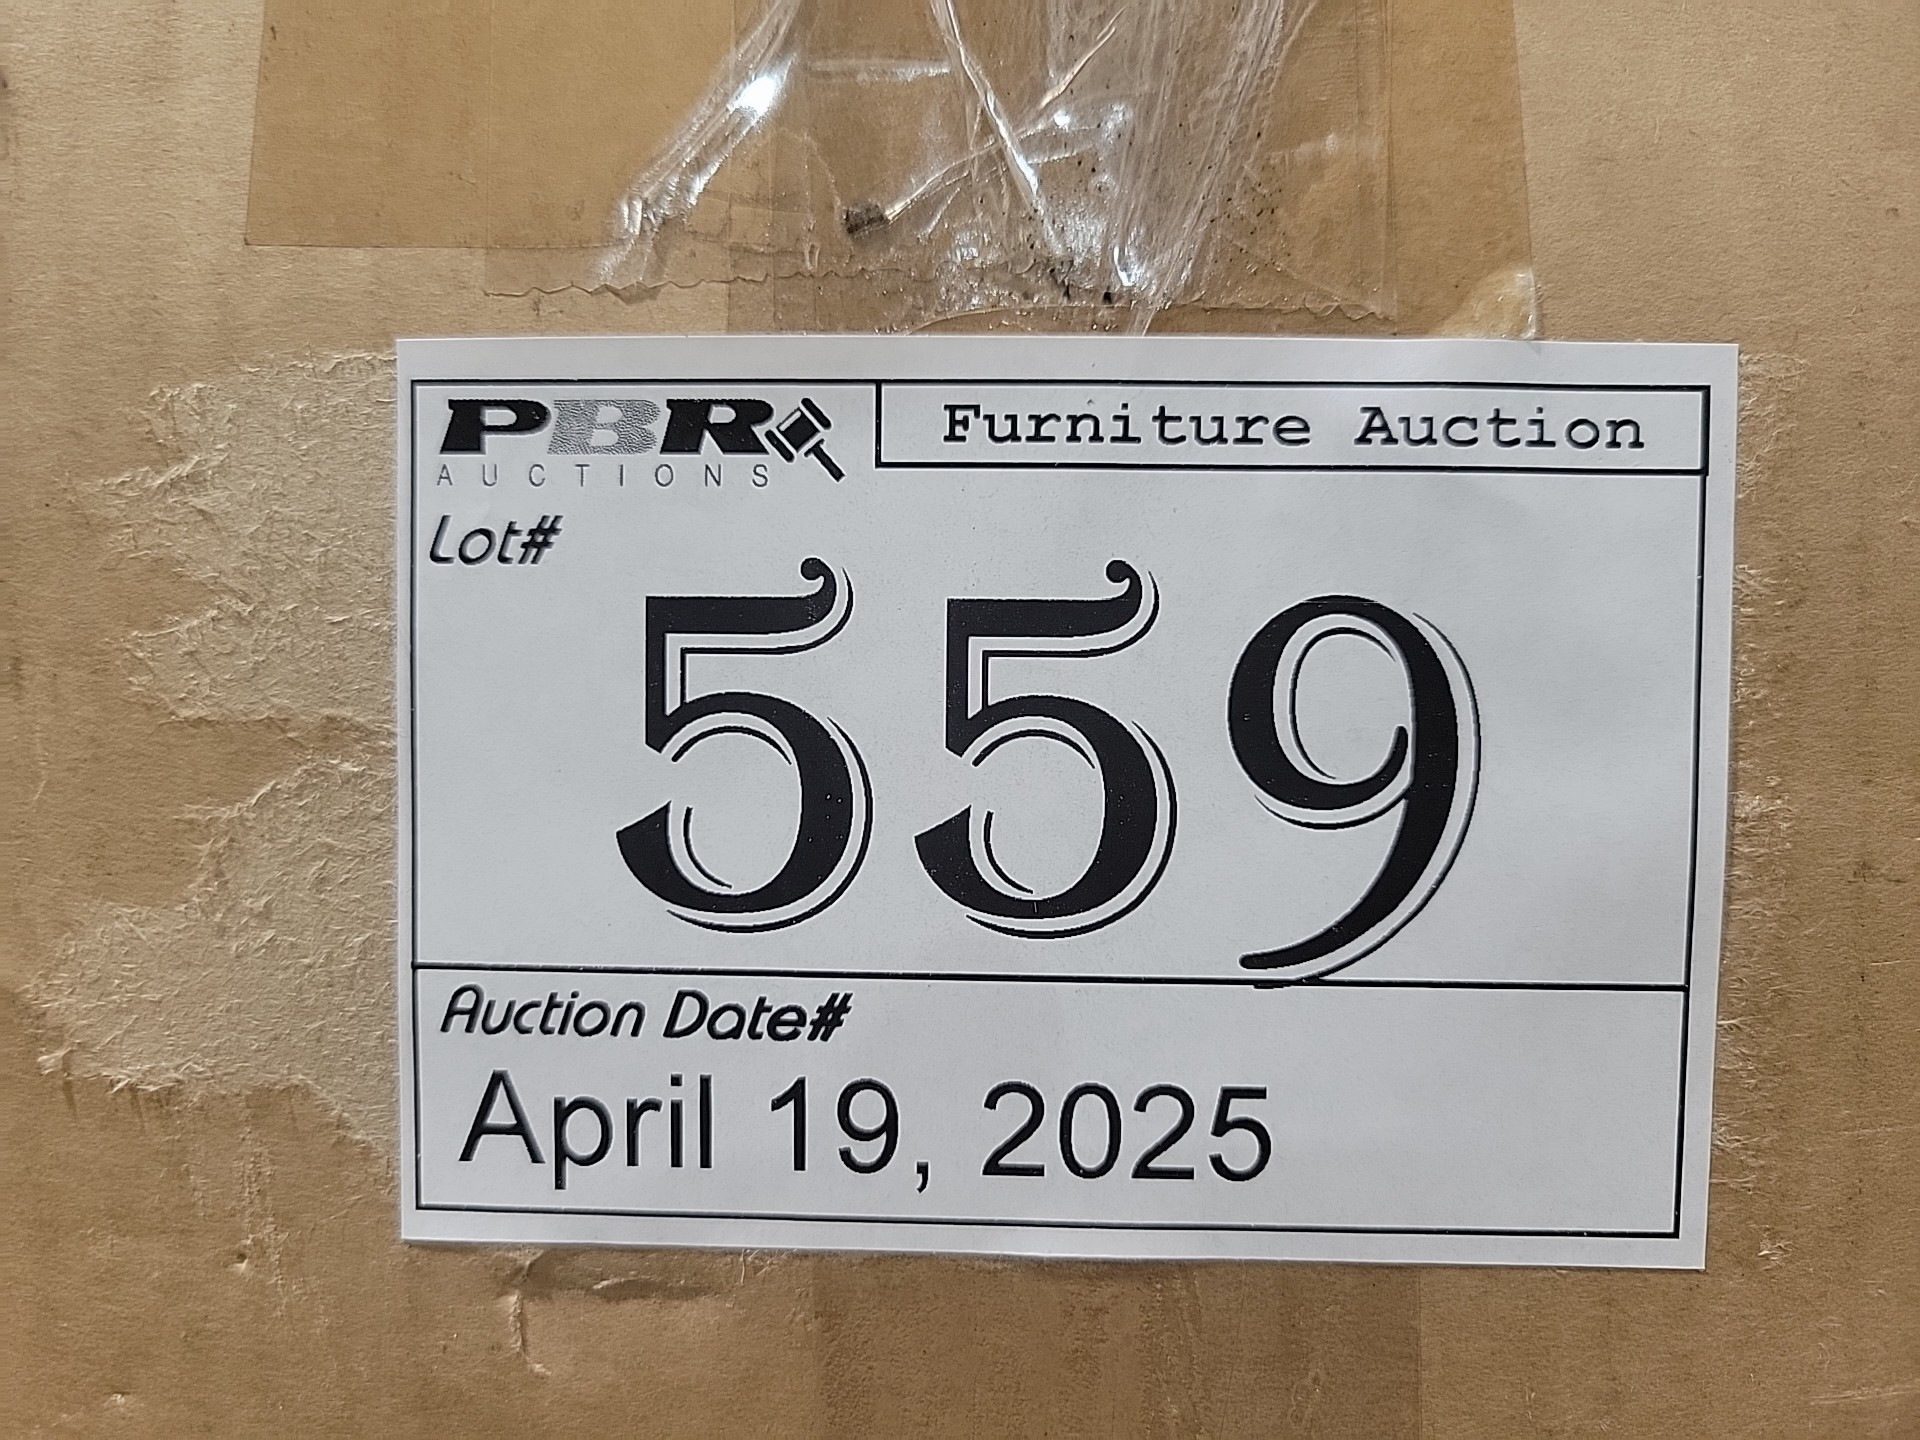 PBR
AUCTIONS
Furniture Auction
Lot#
559
Auction Date#
April 19, 2025